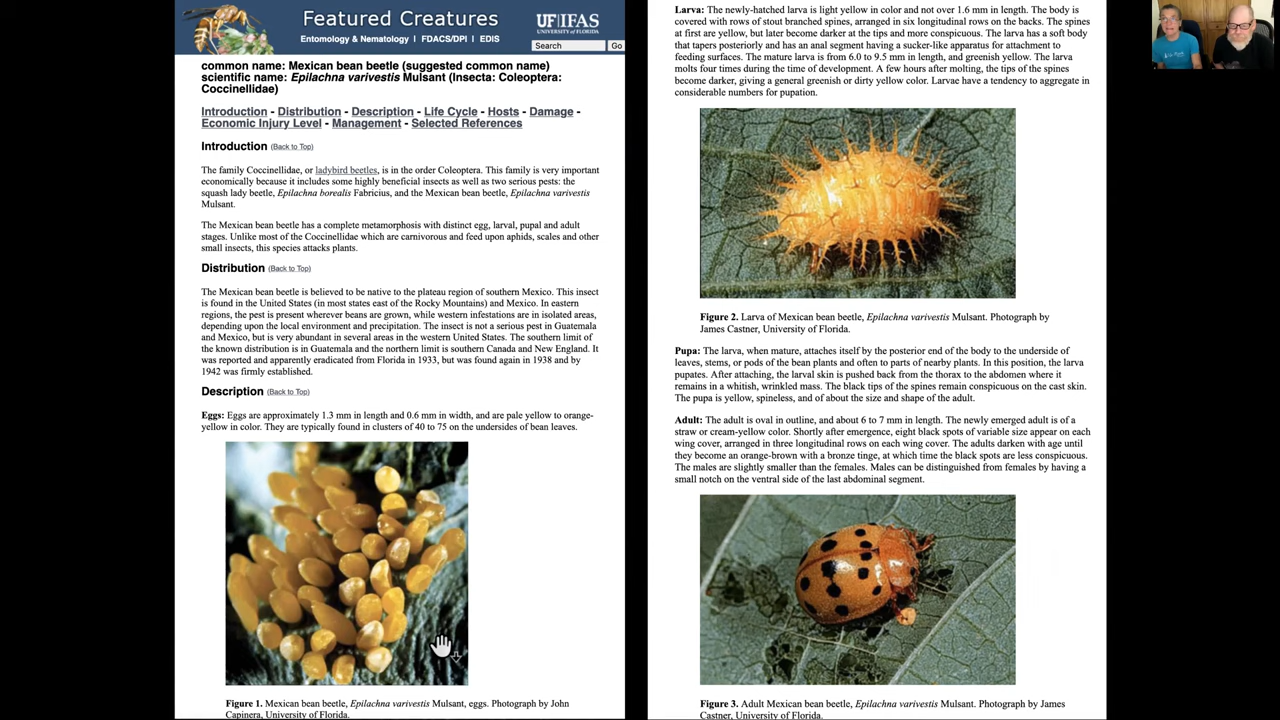 Featured Creatures
Entomology & Nematology | FDACS/DPI | EDIS
UF|IFAS
UNIVERSITY of FLORIDA
Search
Go
common name: Mexican bean beetle (suggested common name)
scientific name: Epilachna varivestis Mulsant (Insecta: Coleoptera:
Coccinellidae)
Introduction - Distribution - Description - Life Cycle - Hosts - Damage -
Economic Injury Level - Management - Selected References
Introduction (Back to Top)
The family Coccinellidae, or ladybird beetles, is in the order Coleoptera. This family is very important
economically because it includes some highly beneficial insects as well as two serious pests: the
squash lady beetle, Epilachna borealis Fabricius, and the Mexican bean beetle, Epilachna varivestis
Mulsant.
The Mexican bean beetle has a complete metamorphosis with distinct egg, larval, pupal and adult
stages. Unlike most of the Coccinellidae which are carnivorous and feed upon aphids, scales and other
small insects, this species attacks plants.
Distribution (Back to Top)
The Mexican bean beetle is believed to be native to the plateau region of southern Mexico. This insect
is found in the United States (in most states east of the Rocky Mountains) and Mexico. In eastern
regions, the pest is present wherever beans are grown, while western infestations are in isolated areas,
depending upon the local environment and precipitation. The insect is not a serious pest in Guatemala
and Mexico, but is very abundant in several areas in the western United States. The southern limit of
the known distribution is in Guatemala and the northern limit is southern Canada and New England. It
was reported and apparently eradicated from Florida in 1933, but was found again in 1938 and by
1942 was firmly established.
Description (Back to Top)
Eggs: Eggs are approximately 1.3 mm in length and 0.6 mm in width, and are pale yellow to orange-
yellow in color. They are typically found in clusters of 40 to 75 on the undersides of bean leaves.
Figure 1. Mexican bean beetle, Epilachna varivestis Mulsant, eggs. Photograph by John
Capinera, University of Florida.
Larva: The newly-hatched larva is light yellow in color and not over 1.6 mm in length. The body is
covered with rows of stout branched spines, arranged in six longitudinal rows on the backs. The spines
at first are yellow, but later become darker at the tips and more conspicuous. The larva has a soft body
that tapers posteriorly and has an anal segment having a sucker-like apparatus for attachment to
feeding surfaces. The mature larva is from 6.0 to 9.5 mm in length, and greenish yellow. The larva
molts four times during the time of development. A few hours after molting, the tips of the spines
become darker, giving a general greenish or dirty yellow color. Larvae have a tendency to aggregate in
considerable numbers for pupation.
Figure 2. Larva of Mexican bean beetle, Epilachna varivestis Mulsant. Photograph by
James Castner, University of Florida.
Pupa: The larva, when mature, attaches itself by the posterior end of the body to the underside of
leaves, stems, or pods of the bean plants and often to parts of nearby plants. In this position, the larva
pupates. After attaching, the larval skin is pushed back from the thorax to the abdomen where it
remains in a whitish, wrinkled mass. The black tips of the spines remain conspicuous on the cast skin.
The pupa is yellow, spineless, and of about the size and shape of the adult.
Adult: The adult is oval in outline, and about 6 to 7 mm in length. The newly emerged adult is of a
straw or cream-yellow color. Shortly after emergence, eight black spots of variable size appear on each
wing cover, arranged in three longitudinal rows on each wing cover. The adults darken with age until
they become an orange-brown with a bronze tinge, at which time the black spots are less conspicuous.
The males are slightly smaller than the females. Males can be distinguished from females by having a
small notch on the ventral side of the last abdominal segment.
Figure 3. Adult Mexican bean beetle, Epilachna varivestis Mulsant. Photograph by James
Castner, University of Florida.